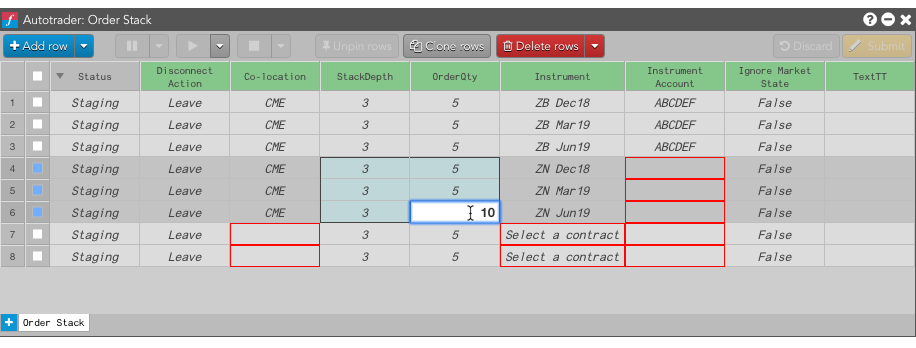 f Autotrader: Order Stack
+ Add row Unpin rows Clone rows Delete rows Discard Submit
Status Disconnect Action Co-location StackDepth OrderQty Instrument Instrument Account Ignore Market State TextTT
1 Staging Leave CME 3 5 ZB Dec18 ABCDEF False
2 Staging Leave CME 3 5 ZB Mar19 ABCDEF False
3 Staging Leave CME 3 5 ZB Jun19 ABCDEF False
4 Staging Leave CME 3 5 ZN Dec18 False
5 Staging Leave CME 3 5 ZN Mar19 False
6 Staging Leave CME 3 10 ZN Jun19 False
7 Staging Leave 3 5 Select a contract False
8 Staging Leave 3 5 Select a contract False
+ Order Stack